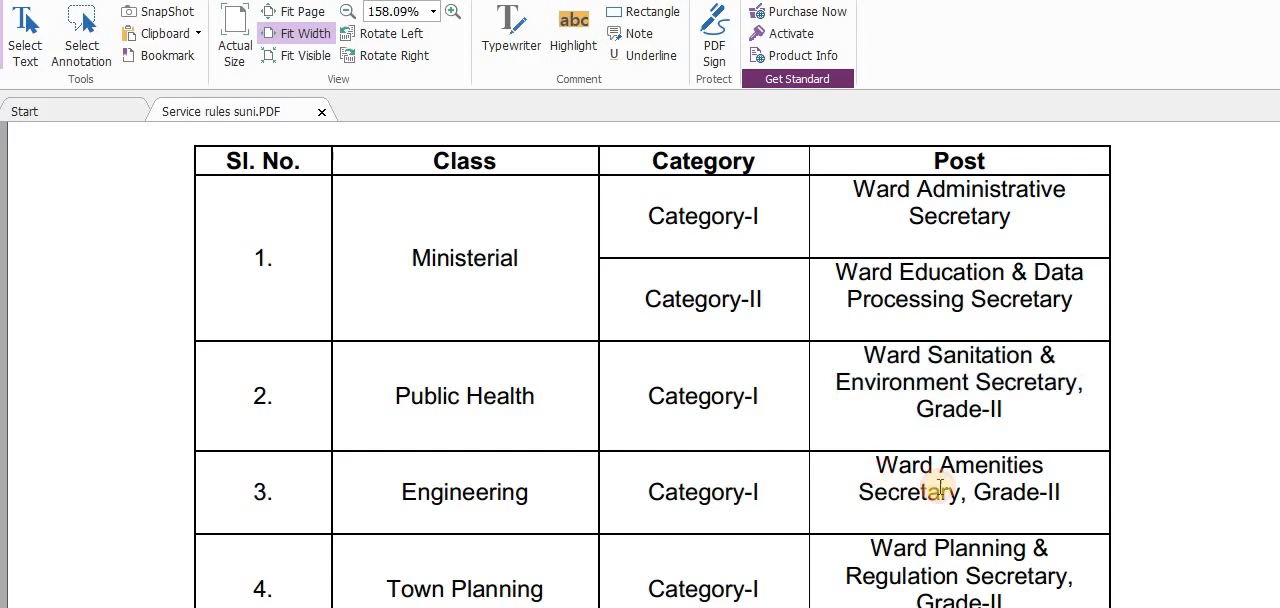 Select Text
Select Annotation
SnapShot
Clipboard
Bookmark
Tools
Actual Size
Fit Page
Fit Width
Fit Visible
158.09%
Rotate Left
Rotate Right
View
Typewriter
abc
Highlight
Rectangle
Note
Underline
Comment
PDF Sign
Protect
Purchase Now
Activate
Product Info
Get Standard
Start
Service rules suni.PDF
Sl. No. Class Category Post
1. Ministerial Category-I Ward Administrative
Secretary
Category-II Ward Education & Data
Processing Secretary
2. Public Health Category-I Ward Sanitation &
Environment Secretary,
Grade-II
3. Engineering Category-I Ward Amenities
Secretary, Grade-II
4. Town Planning Category-I Ward Planning &
Regulation Secretary,
Grade-II